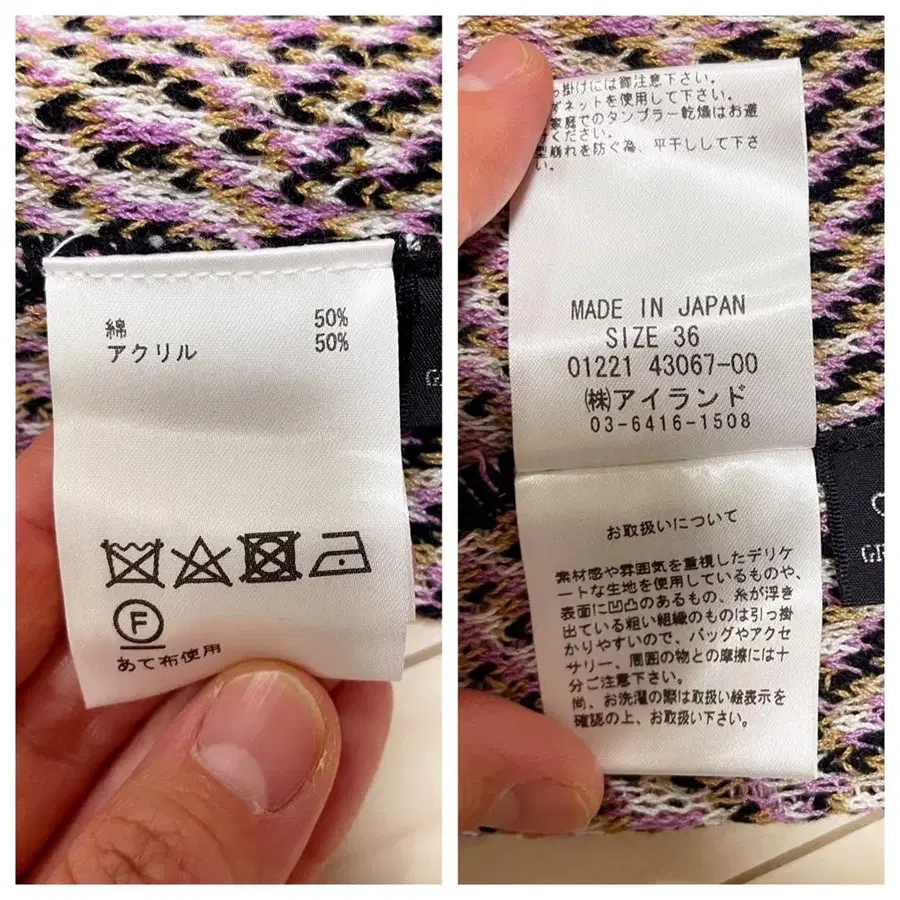 綿 50%
アクリル 50%
F
あて布使用
掛けには御注意下さい。
ネットを使用して下さい。
家庭でのタンブラー乾燥はお避
ください。
崩れを防ぐ為、平干しして下さ
い。
MADE IN JAPAN
SIZE 36
01221 43067-00
㈱アイランド
03-6416-1508
お取扱いについて
素材感や雰囲気を重視したデリケ
ートな生地を使用しているものや、
表面に凹凸のあるもの、糸が浮き
出ている粗い組織のものは引っ掛
かりやすいので、バッグやアクセ
サリー、周囲の物との摩擦には十
分ご注意下さい。
尚、お洗濯の際は取扱い絵表示を
確認の上、お取扱い下さい。